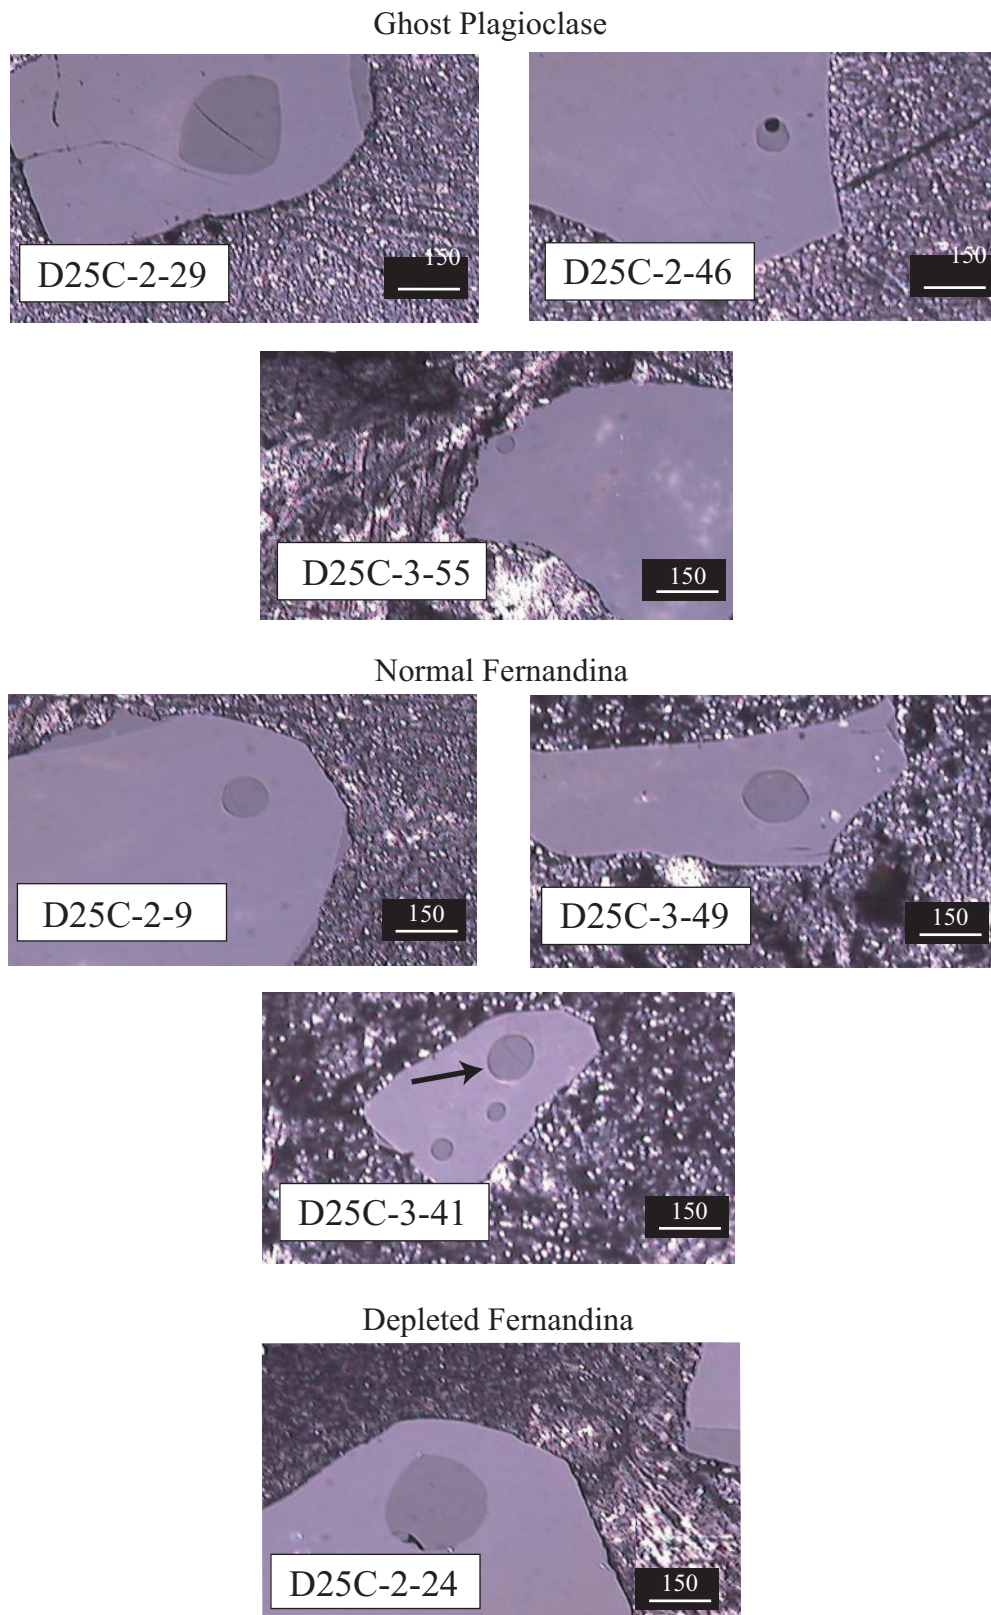 Ghost Plagioclase
D25C-2-29
150
D25C-2-46
150
D25C-3-55
150
Normal Fernandina
D25C-2-9
150
D25C-3-49
150
D25C-3-41
150
Depleted Fernandina
D25C-2-24
150